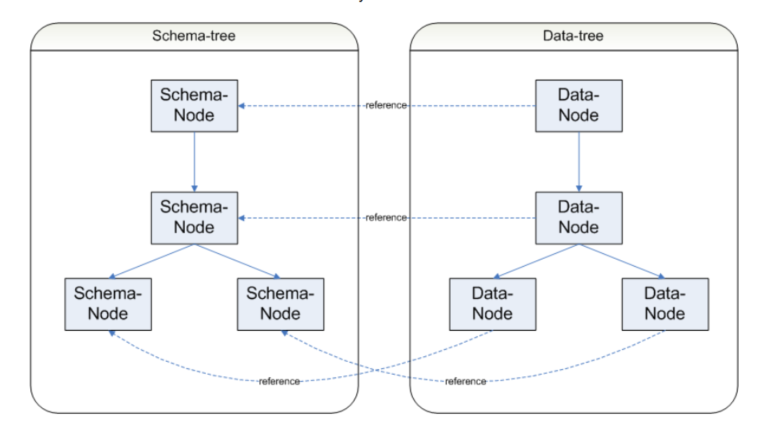 Schema-tree
Data-tree
Schema-
Node
reference
Data-
Node
Schema-
Node
reference
Data-
Node
Schema-
Node
Schema-
Node
Data-
Node
Data-
Node
reference
reference